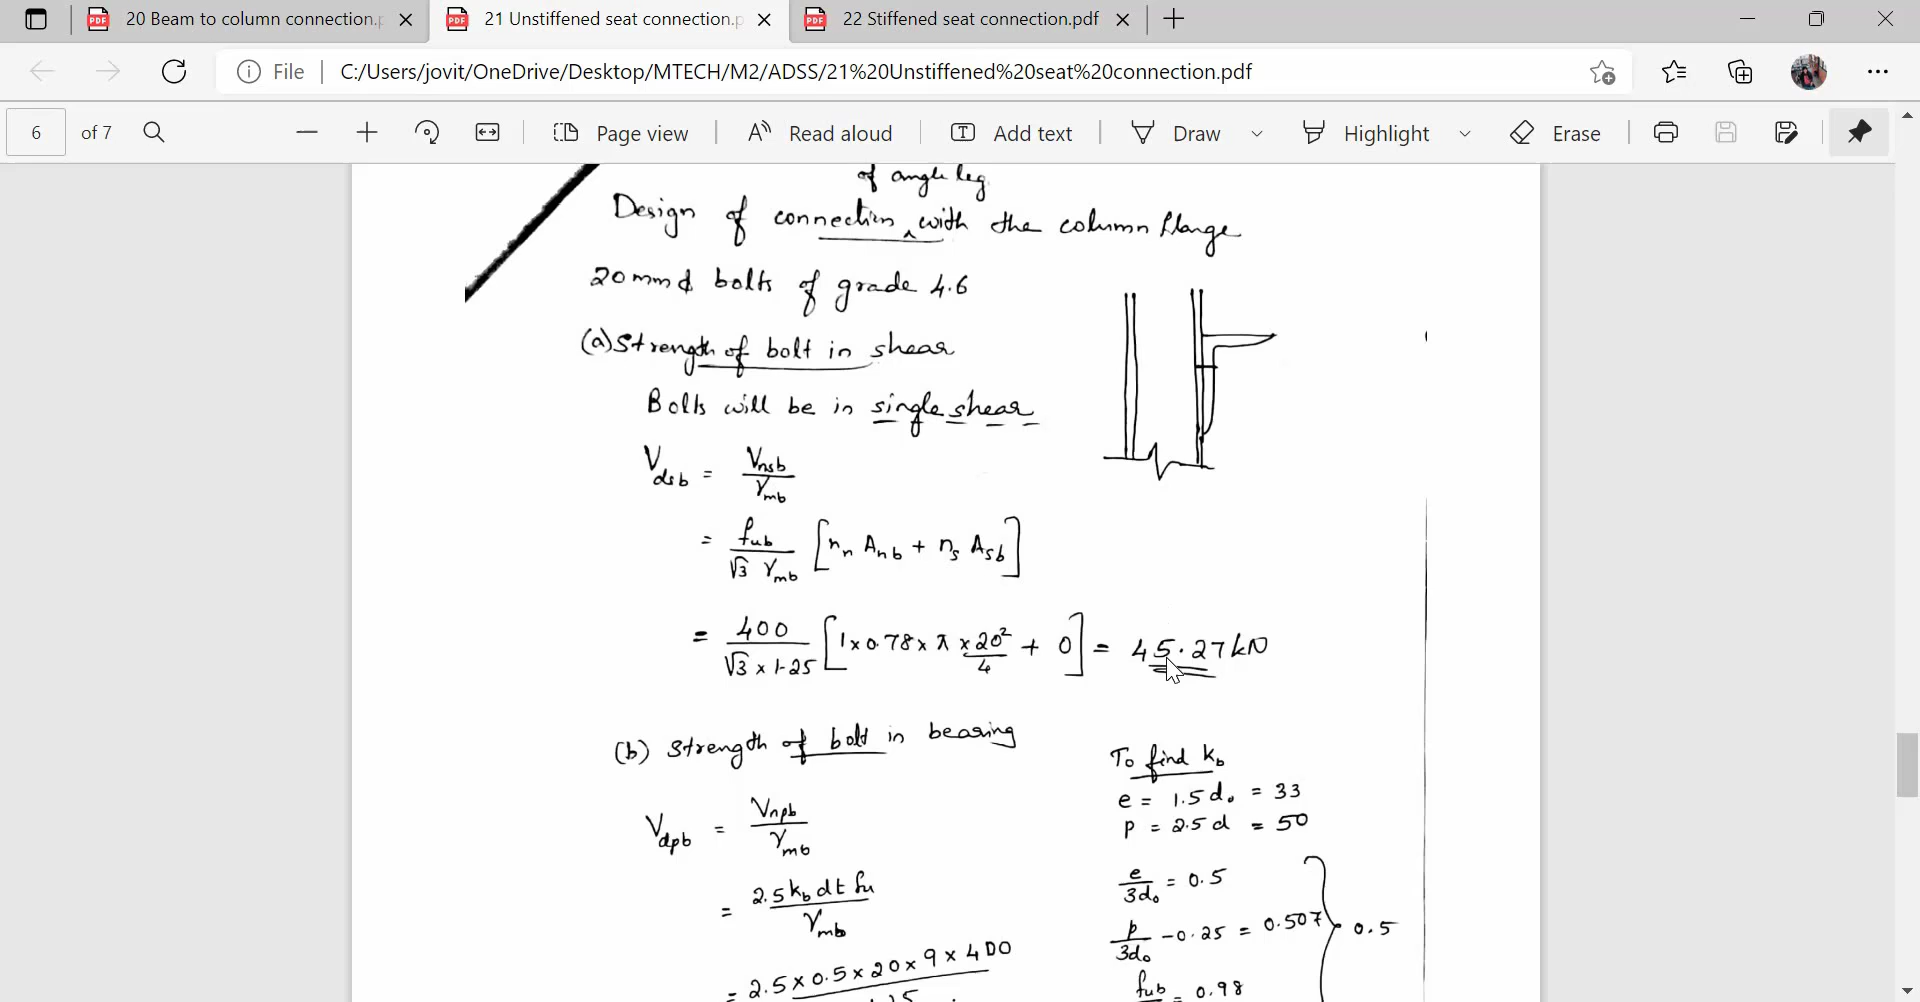 20 Beam to column connection.p
21 Unstiffened seat connection.p
22 Stiffened seat connection.pdf
File
C:/Users/jovit/OneDrive/Desktop/MTECH/M2/ADSS/21%20Unstiffened%20seat%20connection.pdf
6 of 7
Page view
Read aloud
Add text
Draw
Highlight
Erase
of angle leg
Design of connection ^ with the column flange
20mm ϕ bolts of grade 4.6
(a) Strength of bolt in shear
Bolts will be in single shear
Vdsb = Vnsb / γmb
= fub / √3 γmb [nn Anb + ns Asb]
= 400 / √3 x 1.25 [1 x 0.78 x π x 20² / 4 + 0] = 45.27 kN
(b) Strength of bolt in bearing
Vdpb = Vnpb / γmb
= 2.5 kb dt fu / γmb
= 2.5 x 0.5 x 20 x 9 x 400
To find kb
e = 1.5 d₀ = 33
p = 2.5 d = 50
e / 3d₀ = 0.5
p / 3d₀ - 0.25 = 0.507
0.5
fub = 0.98